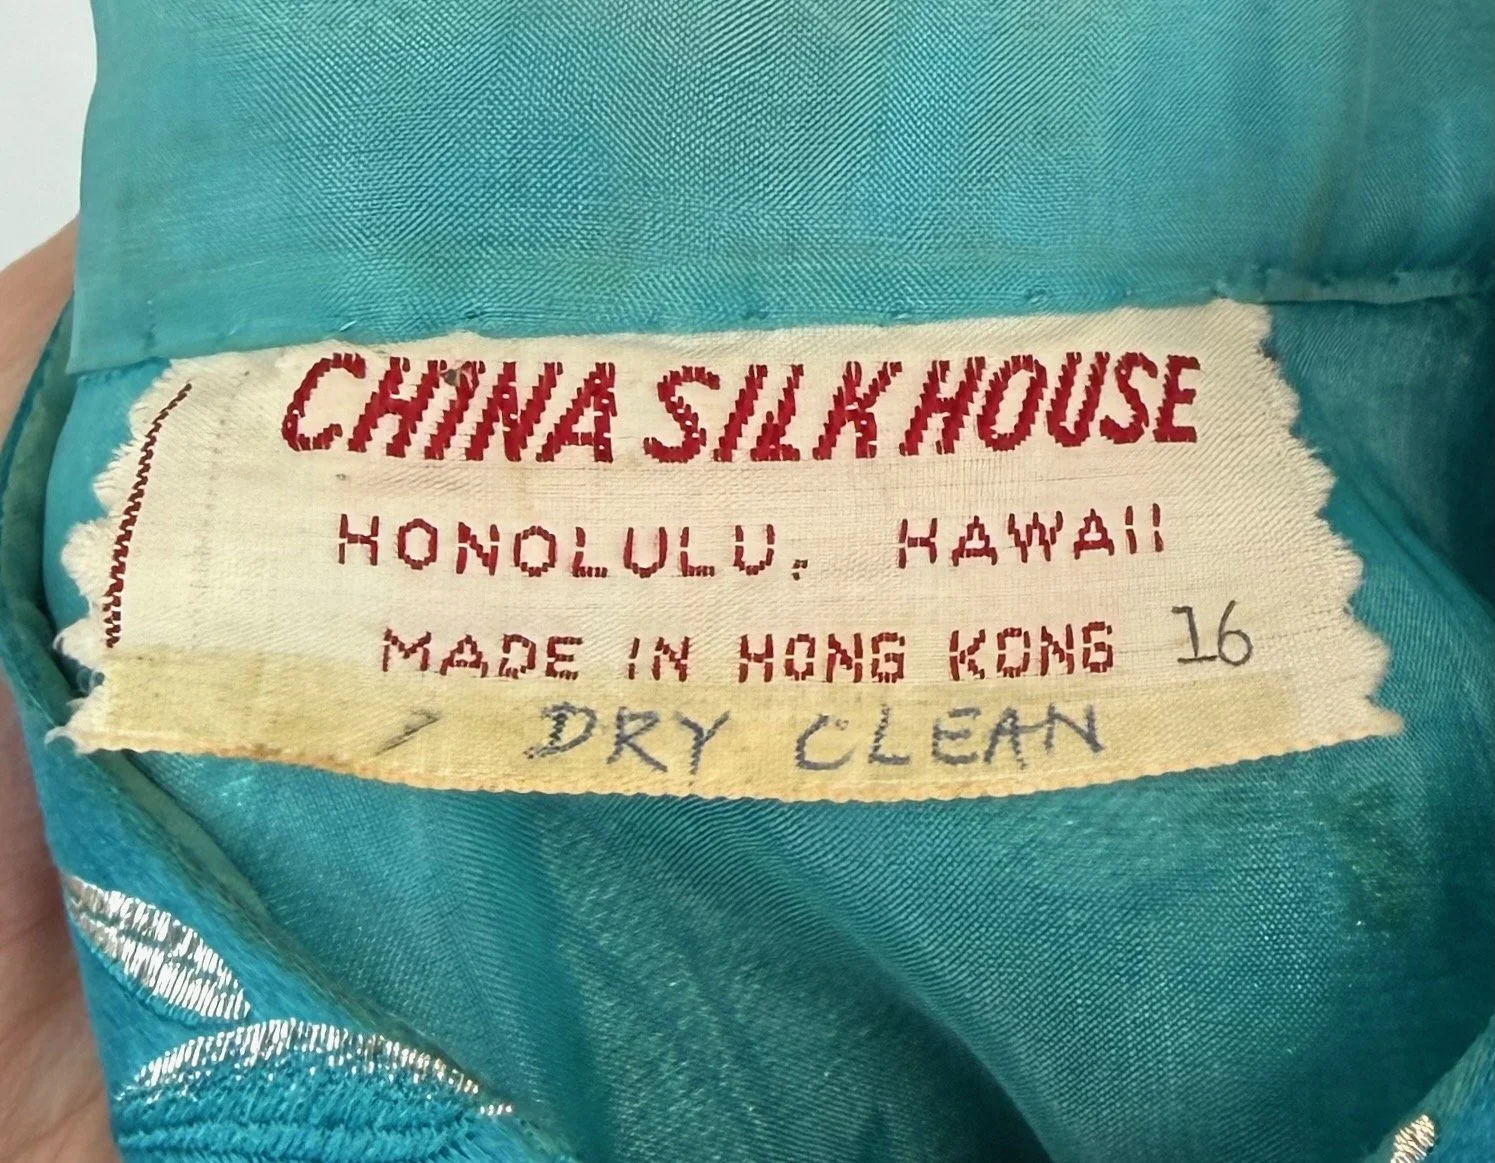 CHINA SILK HOUSE
HONOLULU, HAWAII
MADE IN HONG KONG 16
DRY CLEAN